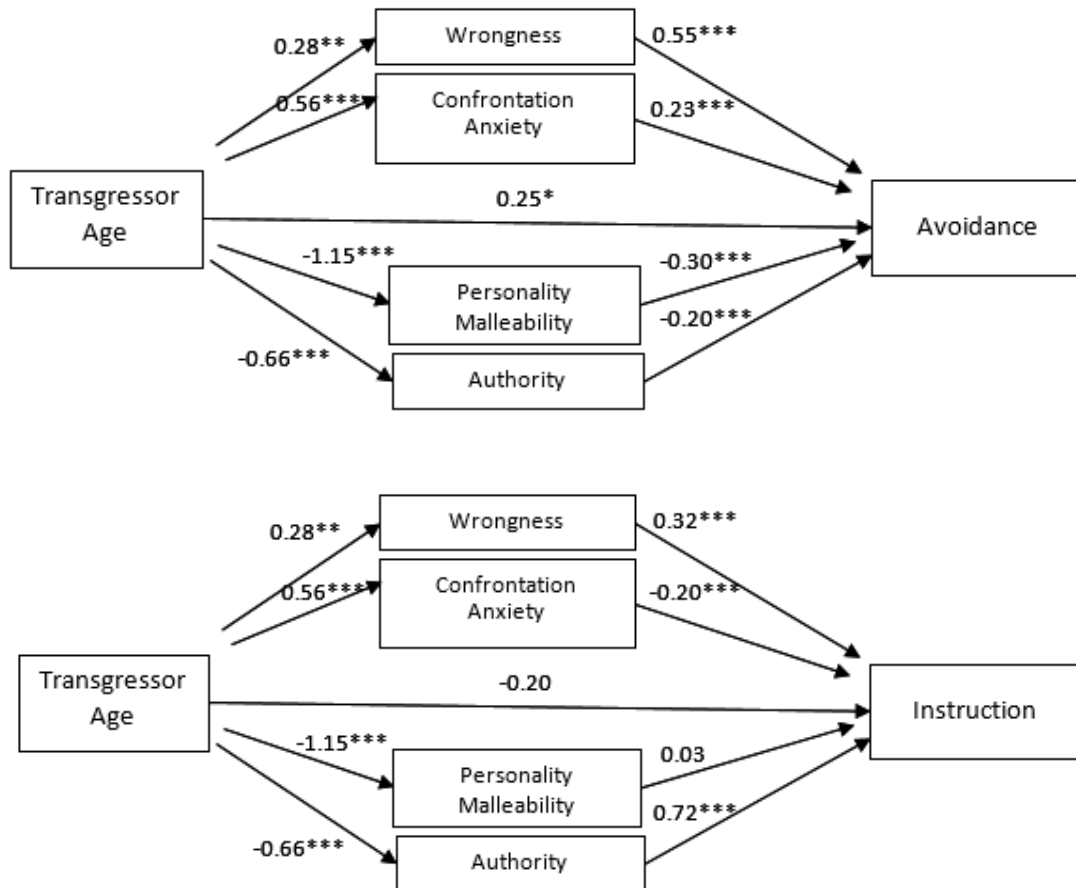 Wrongness
0.28**
0.55***
0.56***
Confrontation
Anxiety
0.23***
Transgressor
Age
0.25*
Avoidance
-1.15***
-0.30***
Personality
Malleability
-0.20***
-0.66***
Authority
Wrongness
0.28**
0.32***
0.56***
Confrontation
Anxiety
-0.20***
Transgressor
Age
-0.20
Instruction
-1.15***
0.03
Personality
Malleability
0.72***
-0.66***
Authority